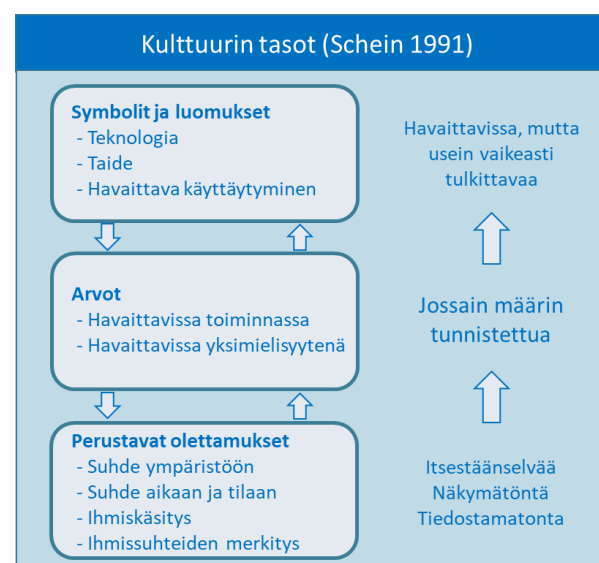 Kulttuurin tasot (Schein 1991)
Symbolit ja luomukset
- Teknologia
- Taide
- Havaittava käyttäytyminen
Havaittavissa, mutta
usein vaikeasti
tulkittavaa
Arvot
- Havaittavissa toiminnassa
- Havaittavissa yksimielisyytenä
Jossain määrin
tunnistettua
Perustavat olettamukset
- Suhde ympäristöön
- Suhde aikaan ja tilaan
- Ihmiskäsitys
- Ihmissuhteiden merkitys
Itsestäänselvää
Näkymätöntä
Tiedostamatonta